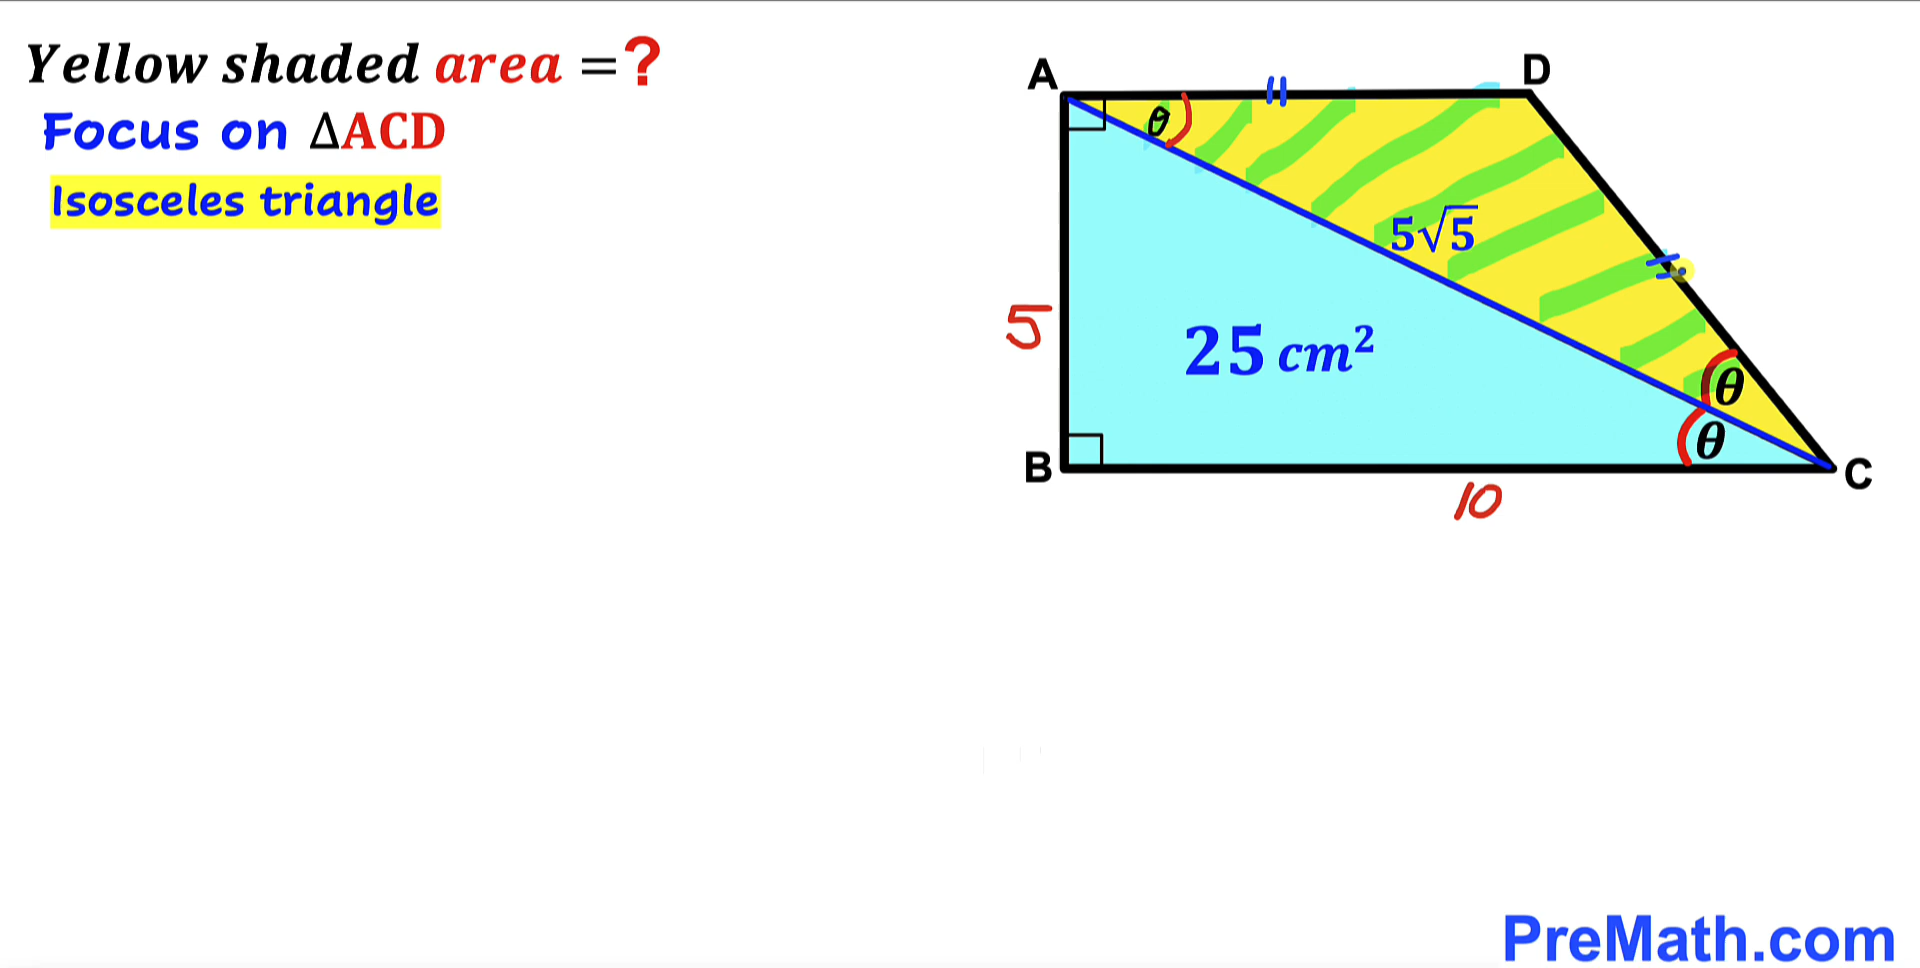 Yellow shaded area =?
Focus on ΔACD
Isosceles triangle
A
D
θ
5√5
5
25 cm²
θ
θ
B
C
10
PreMath.com